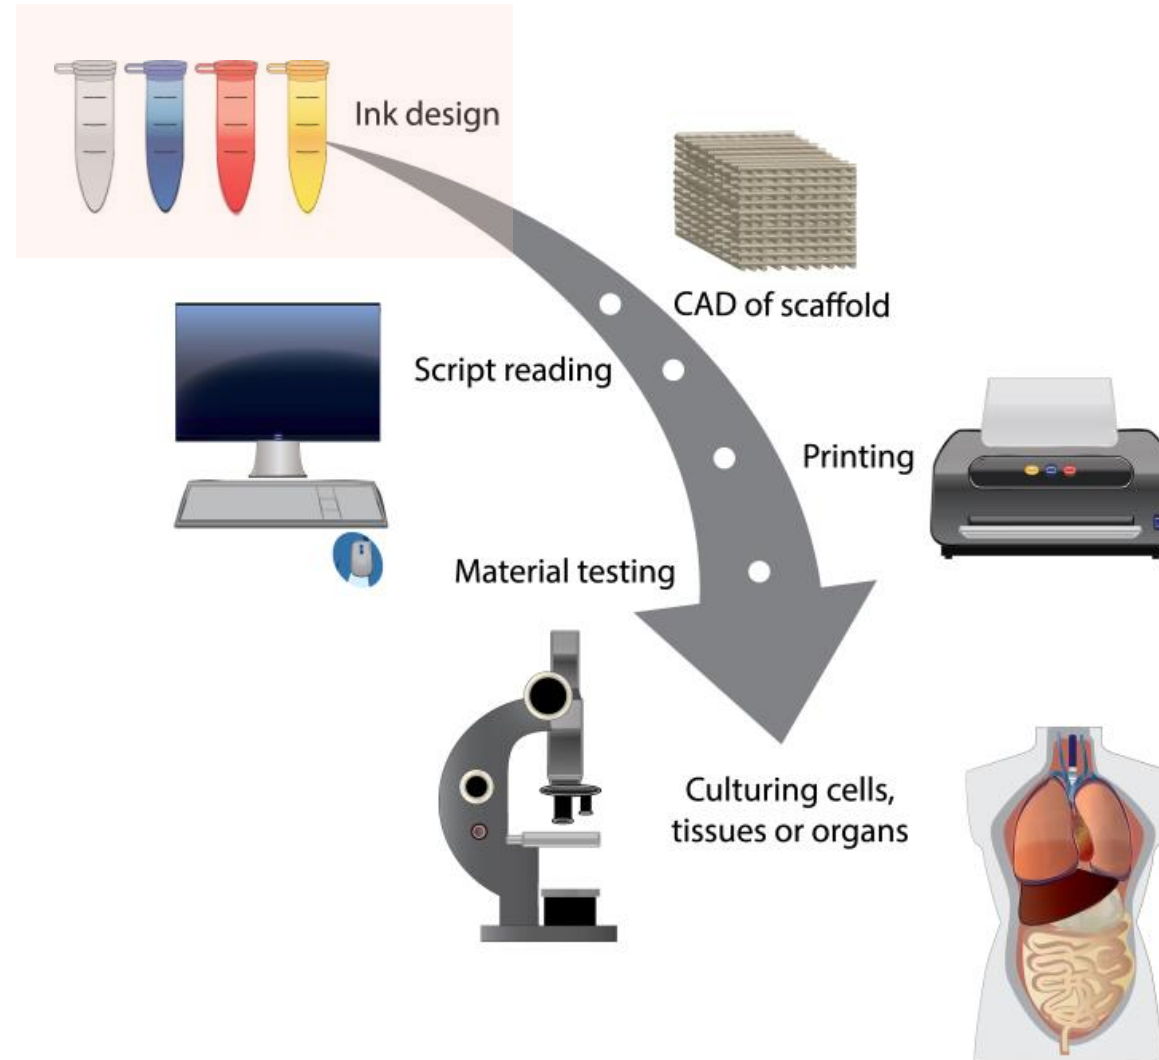 Ink design
CAD of scaffold
Script reading
Printing
Material testing
Culturing cells,
tissues or organs